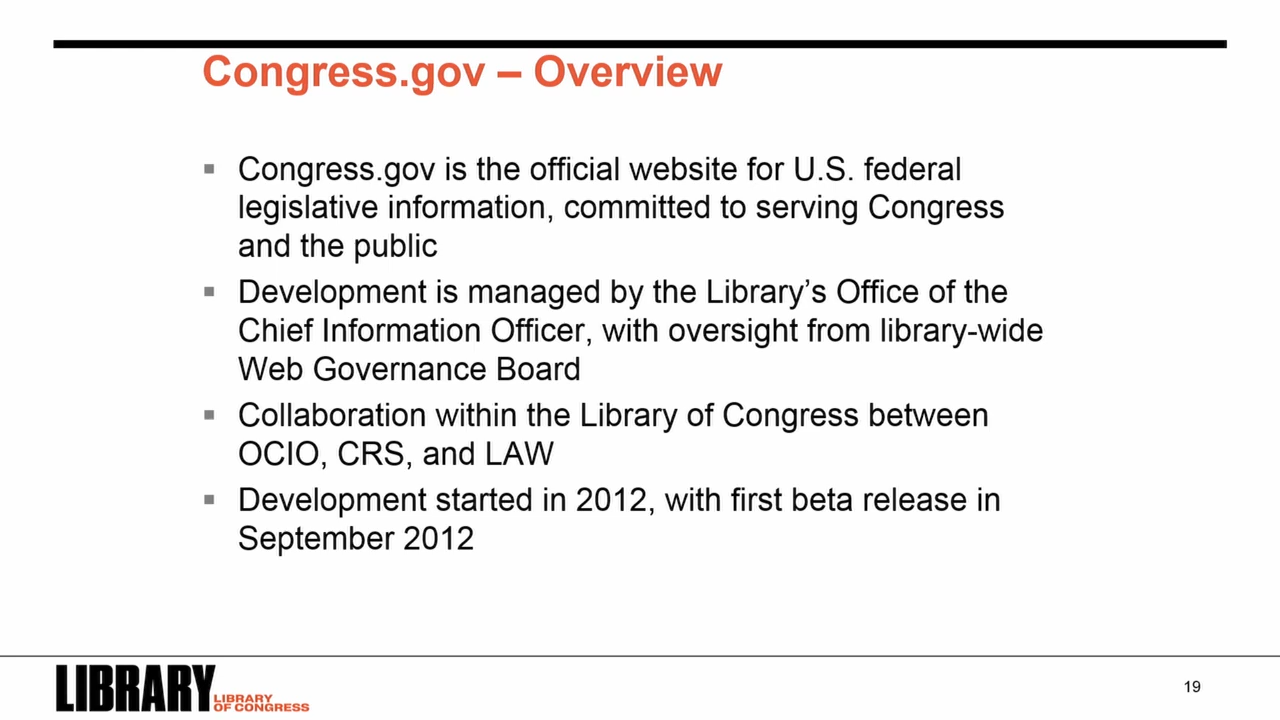 Congress.gov – Overview
▪ Congress.gov is the official website for U.S. federal
legislative information, committed to serving Congress
and the public
▪ Development is managed by the Library’s Office of the
Chief Information Officer, with oversight from library-wide
Web Governance Board
▪ Collaboration within the Library of Congress between
OCIO, CRS, and LAW
▪ Development started in 2012, with first beta release in
September 2012
LIBRARY
LIBRARY
OF CONGRESS
19